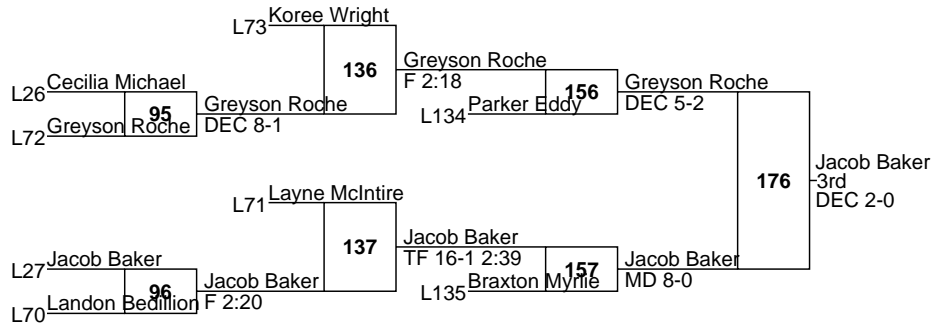 L73 Koree Wright
136
Greyson Roche
F 2:18
L26 Cecilia Michael
95
L72 Greyson Roche
Greyson Roche
DEC 8-1
L134 Parker Eddy
156
Greyson Roche
DEC 5-2
176
Jacob Baker
3rd
DEC 2-0
L71 Layne McIntire
137
Jacob Baker
TF 16-1 2:39
L27 Jacob Baker
96
L70 Landon Bedillion
Jacob Baker
F 2:20
L135 Braxton Myrlie
157
Jacob Baker
MD 8-0